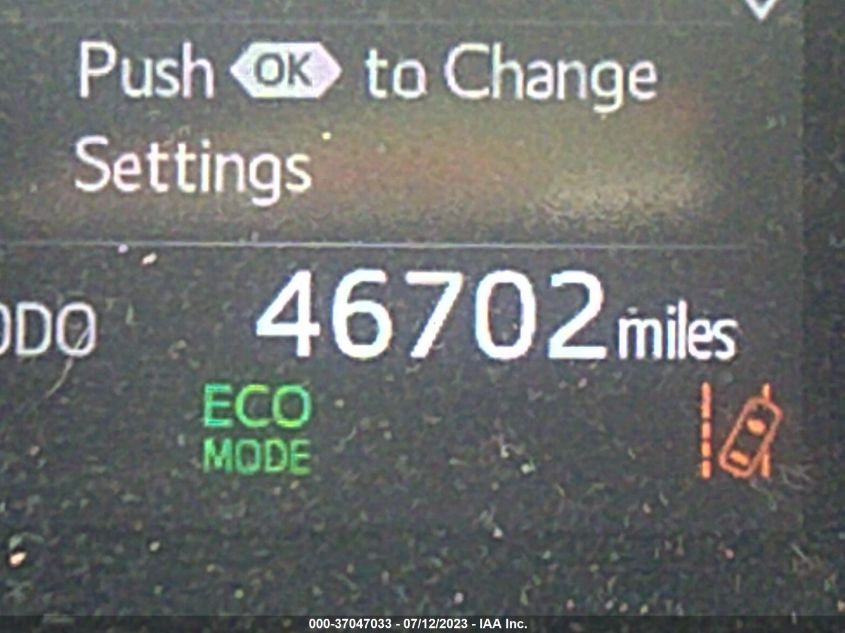 Push OK to Change
Settings
ODO 46702 miles
ECO
MODE
000-37047033 - 07/12/2023 - IAA Inc.